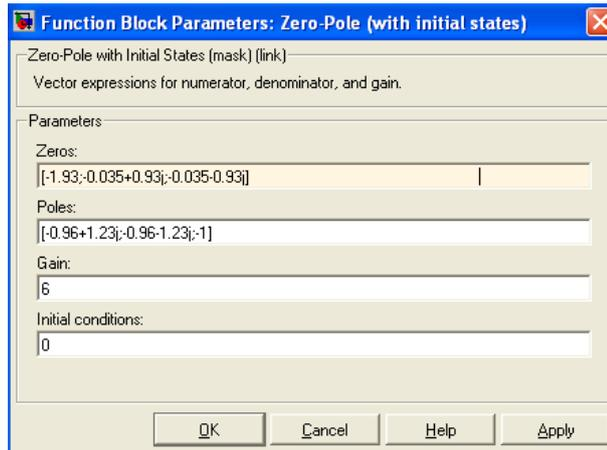 Function Block Parameters: Zero-Pole (with initial states)
Zero-Pole with Initial States (mask) (link)
Vector expressions for numerator, denominator, and gain.
Parameters
Zeros:
[-1.93;-0.035+0.93j;-0.035-0.93j]
Poles:
[-0.96+1.23j;-0.96-1.23j;-1]
Gain:
6
Initial conditions:
0
OK Cancel Help Apply